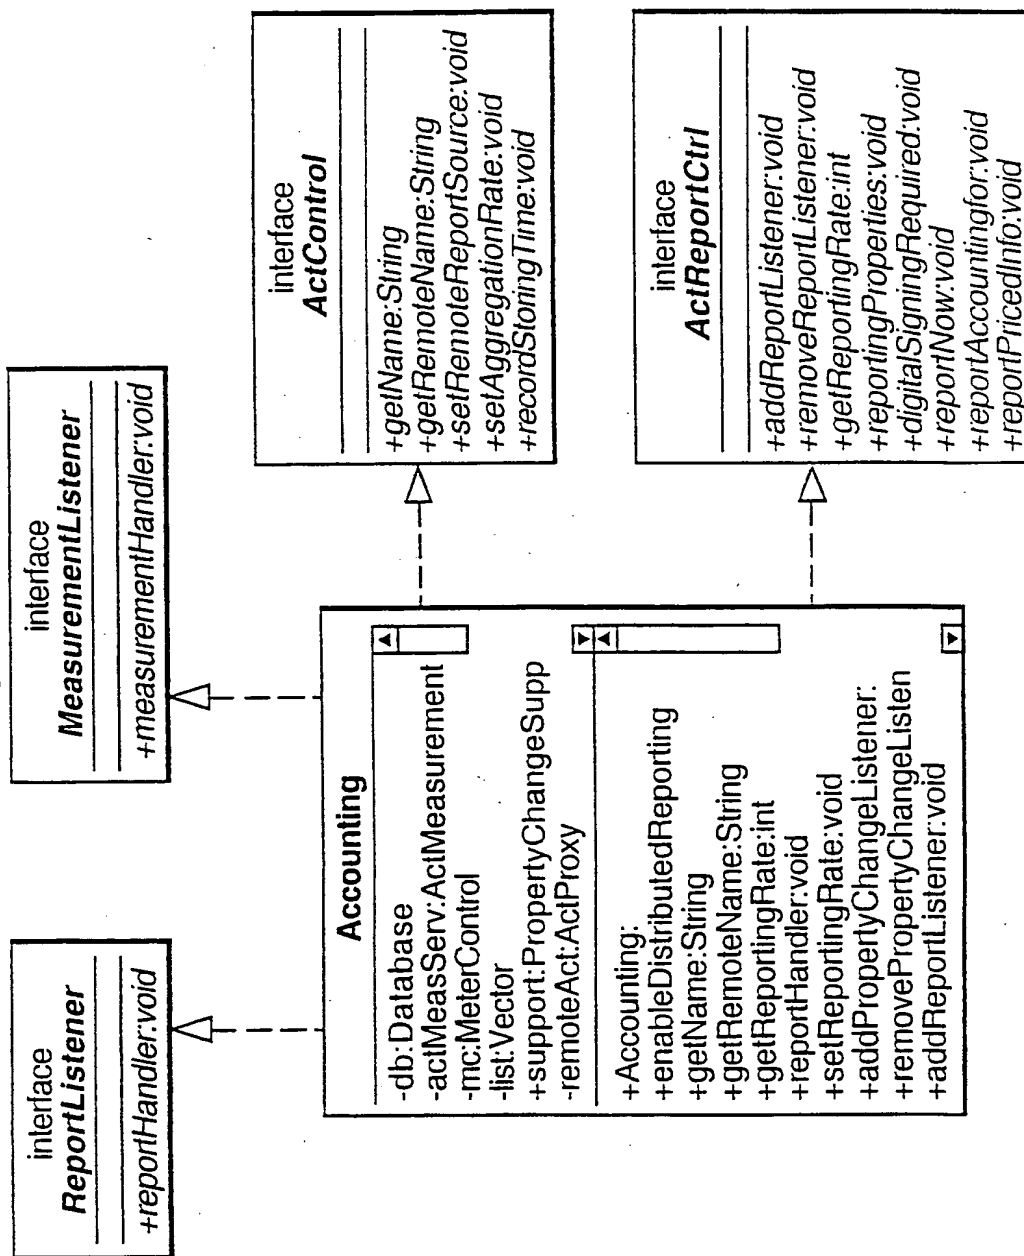 interface
ReportListener
+reportHandler:void
interface
MeasurementListener
+measurementHandler:void
Accounting
-db:Database
-actMeasServ:ActMeasurement
-mc:MeterControl
-list:Vector
+support:PropertyChangeSupp
-remoteAct:ActProxy
+Accounting:
+enableDistributedReporting
+getName:String
+getRemoteName:String
+getReportingRate:int
+reportHandler:void
+setReportingRate:void
+addPropertyChangeListener:
+removePropertyChangeListen
+addReportListener:void
interface
ActControl
+getName:String
+getRemoteName:String
+setRemoteReportSource:void
+setAggregationRate:void
+recordStoringTime:void
interface
ActReportCtrl
+addReportListener:void
+removeReportListener:void
+getReportingRate:int
+reportingProperties:void
+digitalSigningRequired:void
+reportNow:void
+reportAccountingfor:void
+reportPricedInfo:void